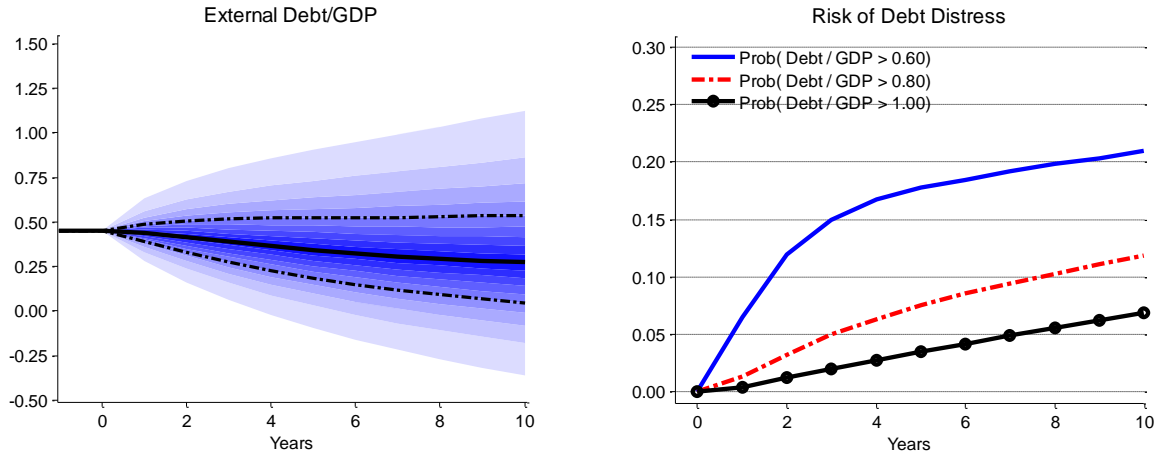 External Debt/GDP
1.50
1.25
1.00
0.75
0.50
0.25
0.00
-0.25
-0.50
0 2 4 6 8 10
Years
Risk of Debt Distress
0.30
0.25
0.20
0.15
0.10
0.05
0.00
Prob( Debt / GDP > 0.60)
Prob( Debt / GDP > 0.80)
Prob( Debt / GDP > 1.00)
0 2 4 6 8 10
Years